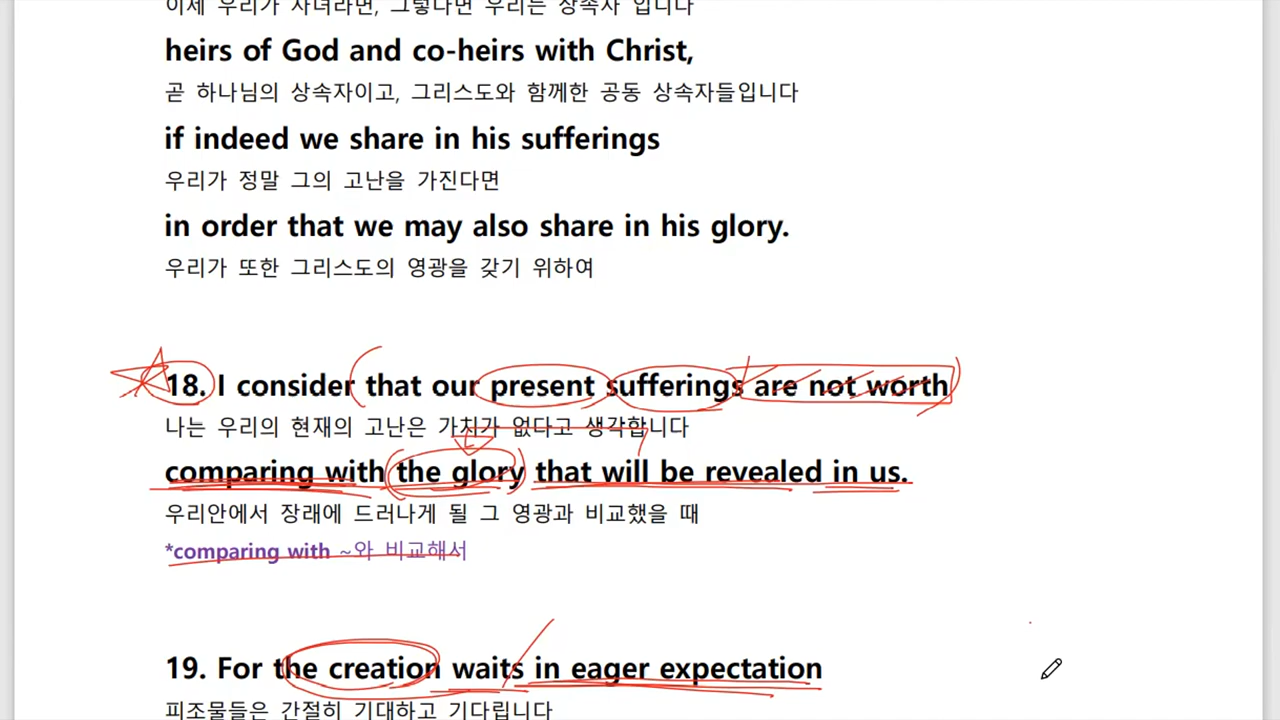 이제 우리가 자녀라면, 그렇다면 우리는 상속자 입니다
heirs of God and co-heirs with Christ,
곧 하나님의 상속자이고, 그리스도와 함께한 공동 상속자들입니다
if indeed we share in his sufferings
우리가 정말 그의 고난을 가진다면
in order that we may also share in his glory.
우리가 또한 그리스도의 영광을 갖기 위하여
18. I consider that our present sufferings are not worth
나는 우리의 현재의 고난은 가치가 없다고 생각합니다
comparing with the glory that will be revealed in us.
우리안에서 장래에 드러나게 될 그 영광과 비교했을 때
*comparing with ~와 비교해서
19. For the creation waits in eager expectation
피조물들은 간절히 기대하고 기다립니다